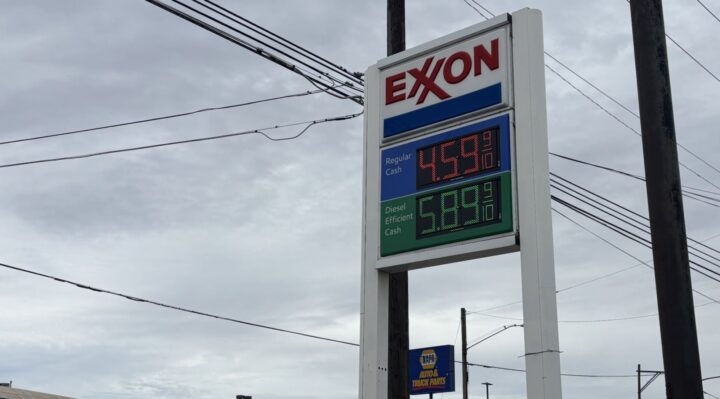 EXXON
Regular
Cash
4.59 9/10
Diesel
Efficient
Cash
5.89 9/10
NAPA
AUTO &
TRUCK PARTS